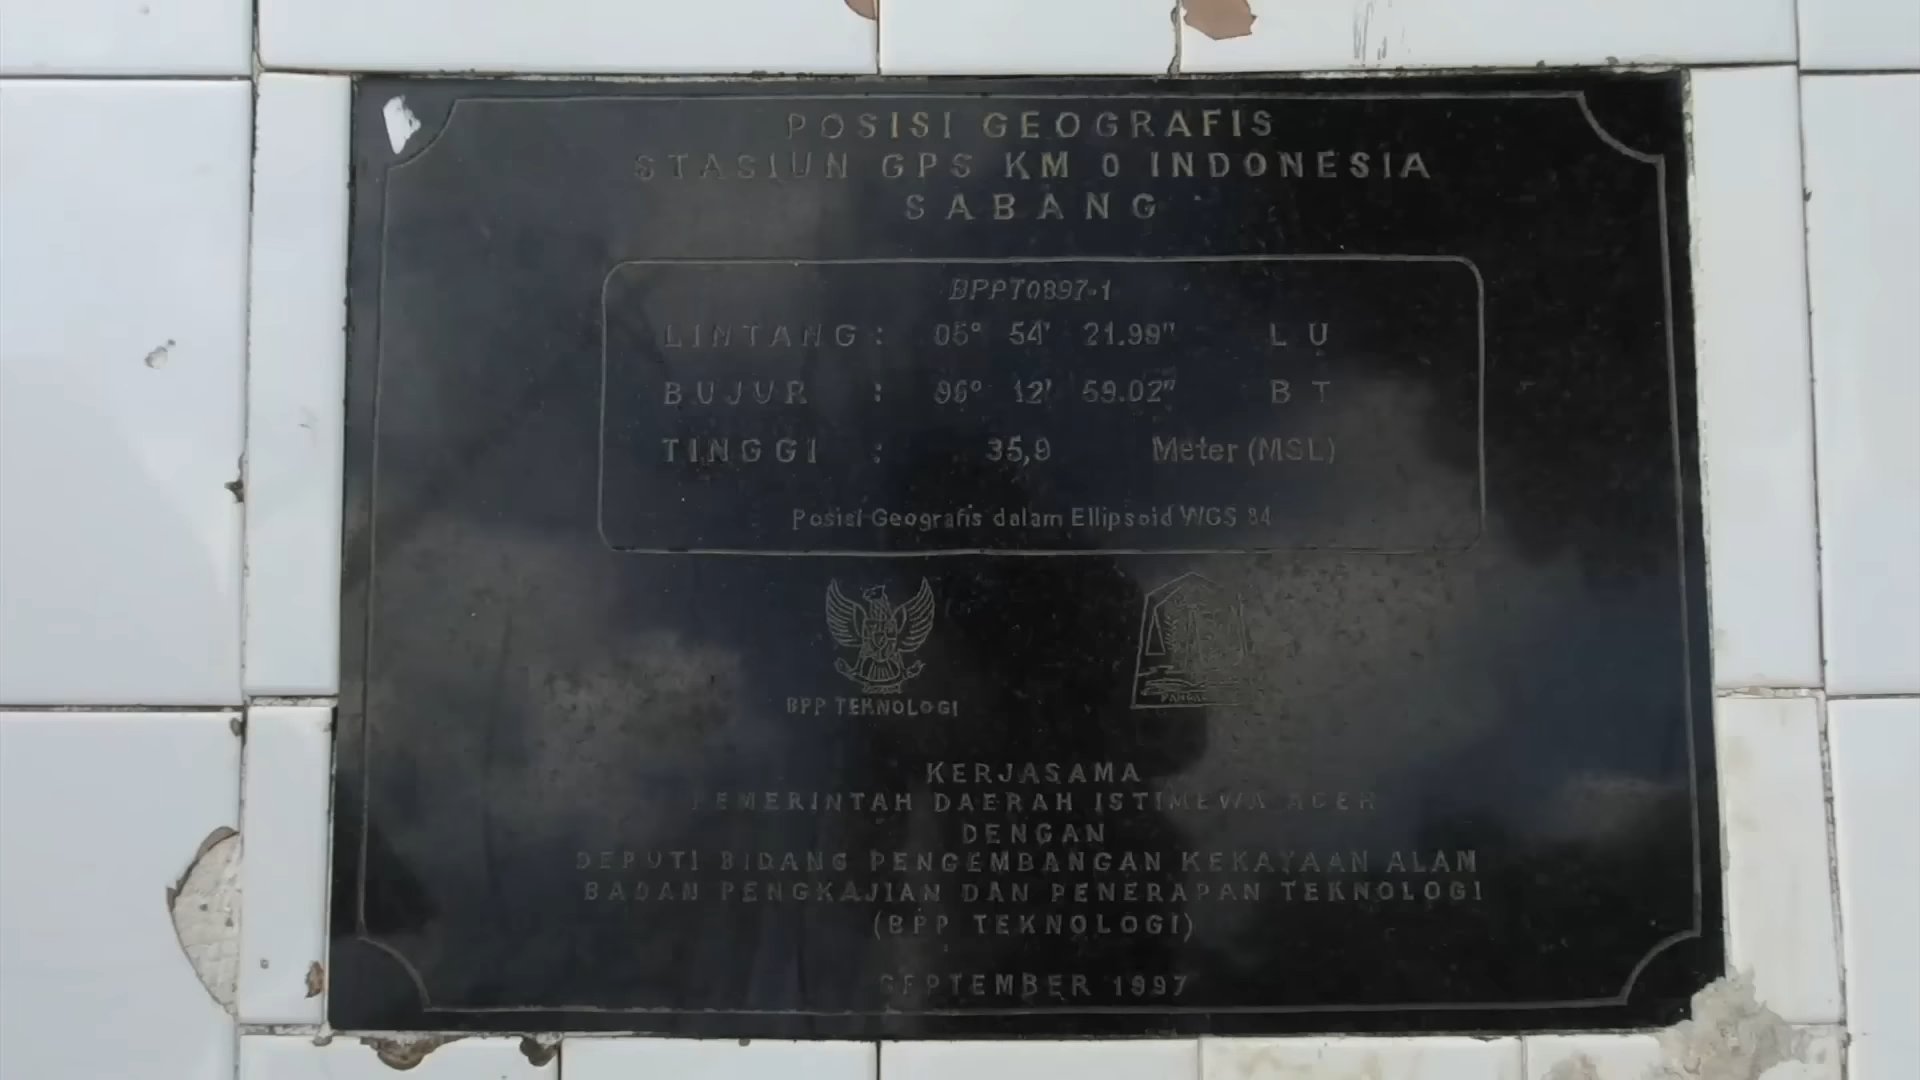 POSISI GEOGRAFIS
STASIUN GPS KM 0 INDONESIA
SABANG
BPPT0897-1
LINTANG : 05° 54' 21.99" L U
BUJUR : 96° 12' 59.02" B T
TINGGI : 35,9 Meter (MSL)
Posisi Geografis dalam Ellipsoid WGS 84
BPP TEKNOLOGI
KERJASAMA
PEMERINTAH DAERAH ISTIMEWA ACEH
DENGAN
DEPUTI BIDANG PENGEMBANGAN KEKAYAAN ALAM
BADAN PENGKAJIAN DAN PENERAPAN TEKNOLOGI
(BPP TEKNOLOGI)
SEPTEMBER 1997